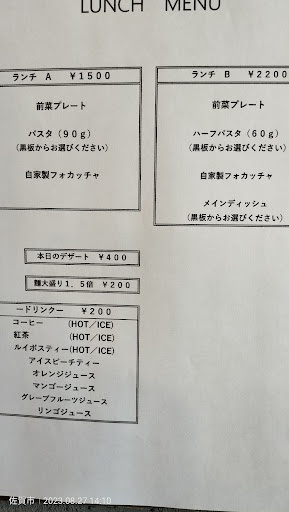 LUNCH MENU
ランチ A ￥1500
前菜プレート
パスタ（90g）
（黒板からお選びください）
自家製フォカッチャ
ランチ B ￥2200
前菜プレート
ハーフパスタ（60g）
（黒板からお選びください）
自家製フォカッチャ
メインディッシュ
（黒板からお選びください）
本日のデザート ￥400
麺大盛り1．5倍 ￥200
ードリンクー ￥200
コーヒー (HOT／ICE)
紅茶 (HOT／ICE)
ルイボスティー(HOT／ICE)
アイスピーチティー
オレンジジュース
マンゴージュース
グレープフルーツジュース
リンゴジュース
佐賀市 | 2023.08.27 14:10